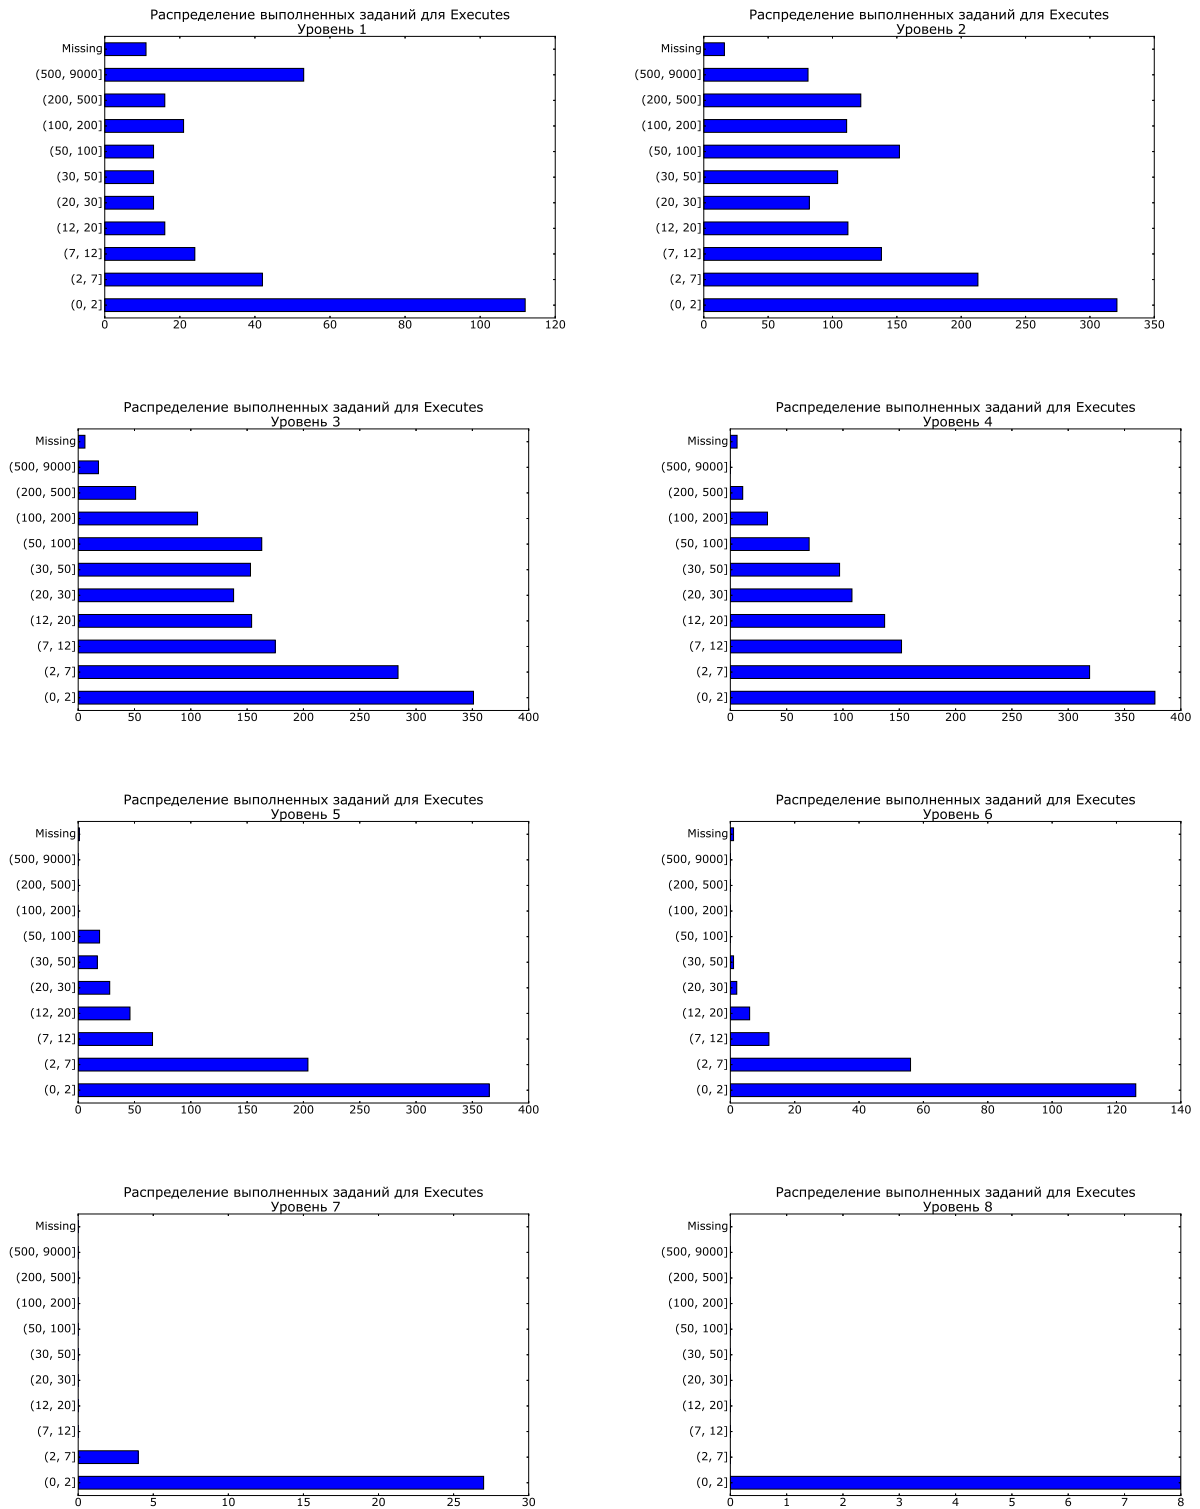 Распределение выполненных заданий для Executes
Уровень 1
Missing
(500, 9000]
(200, 500]
(100, 200]
(50, 100]
(30, 50]
(20, 30]
(12, 20]
(7, 12]
(2, 7]
(0, 2]
0 20 40 60 80 100 120
Распределение выполненных заданий для Executes
Уровень 2
Missing
(500, 9000]
(200, 500]
(100, 200]
(50, 100]
(30, 50]
(20, 30]
(12, 20]
(7, 12]
(2, 7]
(0, 2]
0 50 100 150 200 250 300 350
Распределение выполненных заданий для Executes
Уровень 3
Missing
(500, 9000]
(200, 500]
(100, 200]
(50, 100]
(30, 50]
(20, 30]
(12, 20]
(7, 12]
(2, 7]
(0, 2]
0 50 100 150 200 250 300 350 400
Распределение выполненных заданий для Executes
Уровень 4
Missing
(500, 9000]
(200, 500]
(100, 200]
(50, 100]
(30, 50]
(20, 30]
(12, 20]
(7, 12]
(2, 7]
(0, 2]
0 50 100 150 200 250 300 350 400
Распределение выполненных заданий для Executes
Уровень 5
Missing
(500, 9000]
(200, 500]
(100, 200]
(50, 100]
(30, 50]
(20, 30]
(12, 20]
(7, 12]
(2, 7]
(0, 2]
0 50 100 150 200 250 300 350 400
Распределение выполненных заданий для Executes
Уровень 6
Missing
(500, 9000]
(200, 500]
(100, 200]
(50, 100]
(30, 50]
(20, 30]
(12, 20]
(7, 12]
(2, 7]
(0, 2]
0 20 40 60 80 100 120 140
Распределение выполненных заданий для Executes
Уровень 7
Missing
(500, 9000]
(200, 500]
(100, 200]
(50, 100]
(30, 50]
(20, 30]
(12, 20]
(7, 12]
(2, 7]
(0, 2]
0 5 10 15 20 25 30
Распределение выполненных заданий для Executes
Уровень 8
Missing
(500, 9000]
(200, 500]
(100, 200]
(50, 100]
(30, 50]
(20, 30]
(12, 20]
(7, 12]
(2, 7]
(0, 2]
0 1 2 3 4 5 6 7 8